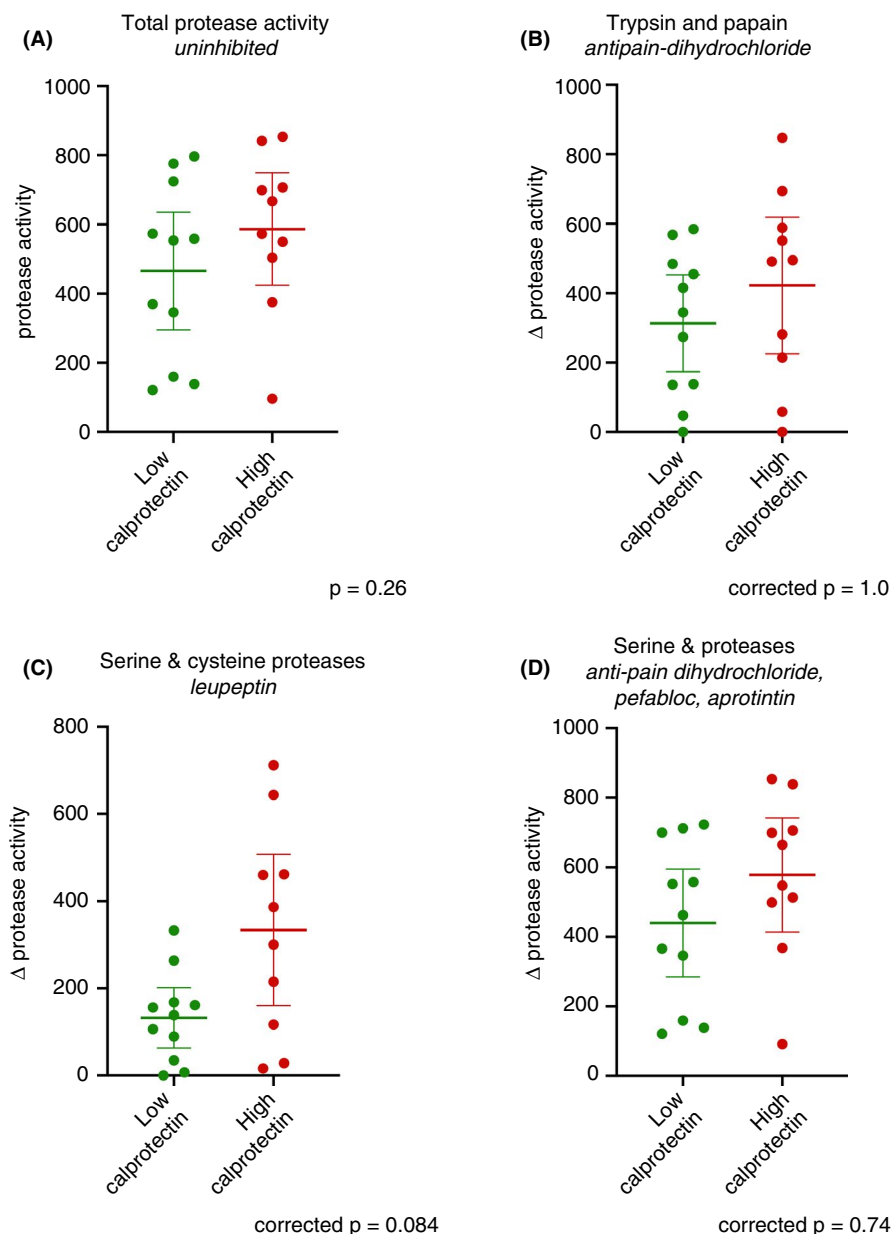 (A)
Total protease activity
uninhibited
protease activity
1000
800
600
400
200
0
Low
calprotectin
High
calprotectin
p = 0.26
(B)
Trypsin and papain
antipain-dihydrochloride
Δ protease activity
1000
800
600
400
200
0
Low
calprotectin
High
calprotectin
corrected p = 1.0
(C)
Serine & cysteine proteases
leupeptin
Δ protease activity
800
600
400
200
0
Low
calprotectin
High
calprotectin
corrected p = 0.084
(D)
Serine & proteases
anti-pain dihydrochloride,
pefabloc, aprotintin
Δ protease activity
1000
800
600
400
200
0
Low
calprotectin
High
calprotectin
corrected p = 0.74